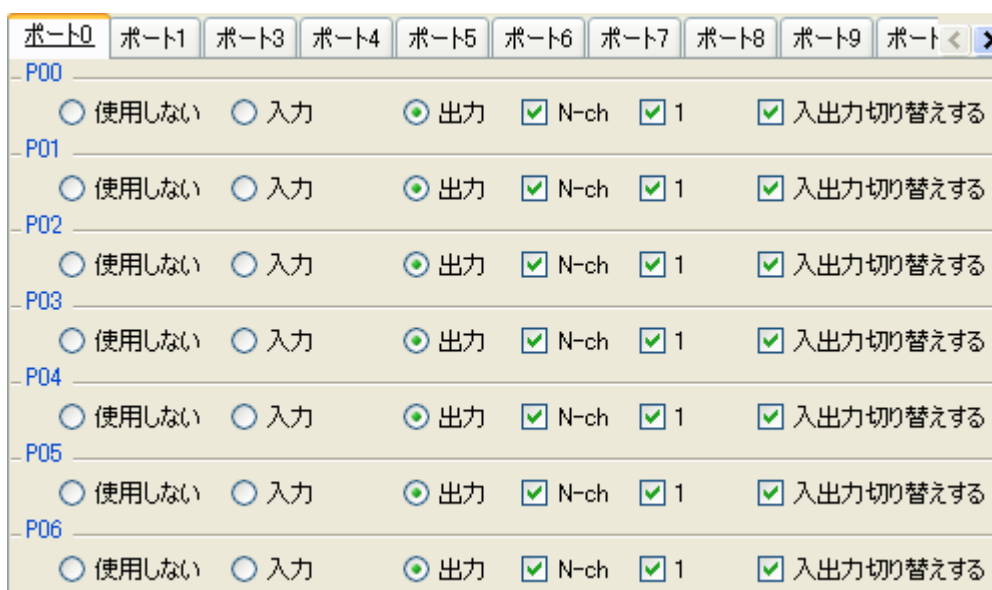 ポート0 ポート1 ポート3 ポート4 ポート5 ポート6 ポート7 ポート8 ポート9
P00
使用しない 入力 出力 N-ch 1 入出力切り替えする
P01
使用しない 入力 出力 N-ch 1 入出力切り替えする
P02
使用しない 入力 出力 N-ch 1 入出力切り替えする
P03
使用しない 入力 出力 N-ch 1 入出力切り替えする
P04
使用しない 入力 出力 N-ch 1 入出力切り替えする
P05
使用しない 入力 出力 N-ch 1 入出力切り替えする
P06
使用しない 入力 出力 N-ch 1 入出力切り替えする